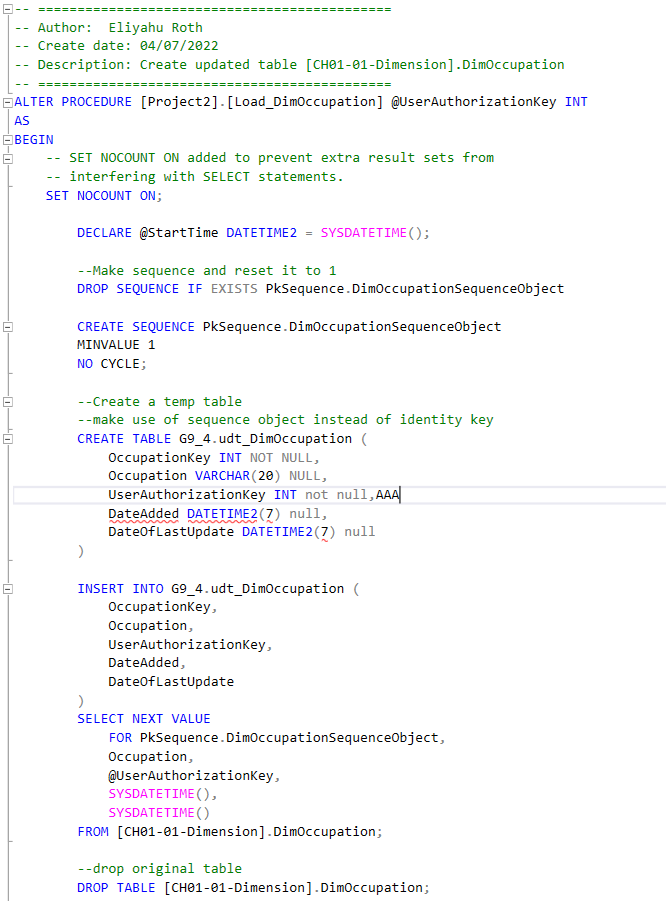 -- =============================================
-- Author:  Eliyahu Roth
-- Create date: 04/07/2022
-- Description: Create updated table [CH01-01-Dimension].DimOccupation
-- =============================================
ALTER PROCEDURE [Project2].[Load_DimOccupation] @UserAuthorizationKey INT
AS
BEGIN
    -- SET NOCOUNT ON added to prevent extra result sets from
    -- interfering with SELECT statements.
    SET NOCOUNT ON;
        DECLARE @StartTime DATETIME2 = SYSDATETIME();
        --Make sequence and reset it to 1
        DROP SEQUENCE IF EXISTS PkSequence.DimOccupationSequenceObject
        CREATE SEQUENCE PkSequence.DimOccupationSequenceObject
        MINVALUE 1
        NO CYCLE;
        --Create a temp table
        --make use of sequence object instead of identity key
        CREATE TABLE G9_4.udt_DimOccupation (
            OccupationKey INT NOT NULL,
            Occupation VARCHAR(20) NULL,
            UserAuthorizationKey INT not null,AAA
            DateAdded DATETIME2(7) null,
            DateOfLastUpdate DATETIME2(7) null
        )
        INSERT INTO G9_4.udt_DimOccupation (
            OccupationKey,
            Occupation,
            UserAuthorizationKey,
            DateAdded,
            DateOfLastUpdate
        )
        SELECT NEXT VALUE
            FOR PkSequence.DimOccupationSequenceObject,
            Occupation,
            @UserAuthorizationKey,
            SYSDATETIME(),
            SYSDATETIME()
        FROM [CH01-01-Dimension].DimOccupation;
        --drop original table
        DROP TABLE [CH01-01-Dimension].DimOccupation;